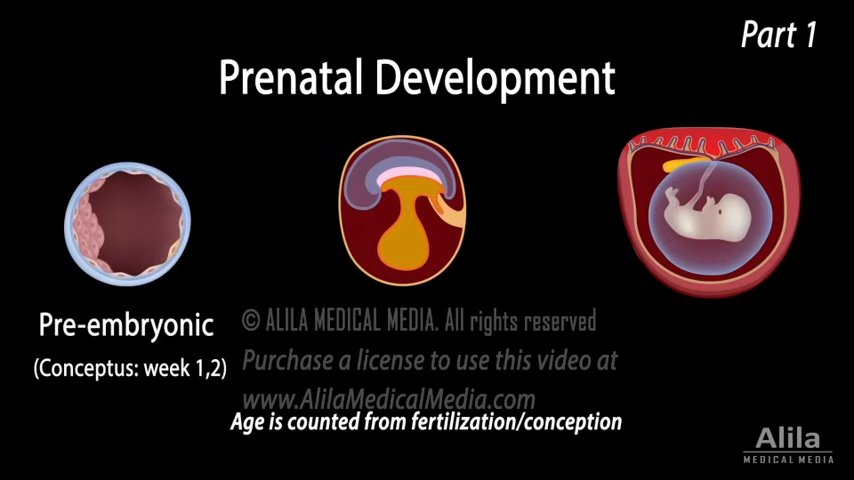 Part 1
Prenatal Development
Pre-embryonic
(Conceptus: week 1,2)
© ALILA MEDICAL MEDIA. All rights reserved
Purchase a license to use this video at
www.AlilaMedicalMedia.com
Age is counted from fertilization/conception
Alila
MEDICAL MEDIA